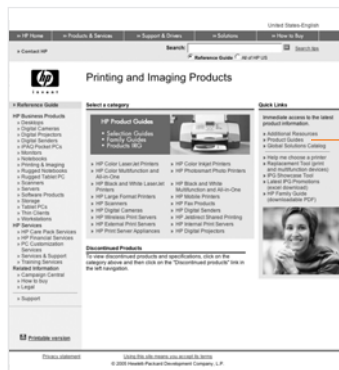 United States-English
» HP Home
» Products & Services
» Support & Drivers
» Solutions
» How to Buy
» Contact HP
Search:
» Search tips
Reference Guide
All of HP US
hp
invent
Printing and Imaging Products
» Reference Guide
HP Business Products
» Desktops
» Digital Cameras
» Digital Projectors
» Digital Senders
» iPAQ Pocket PCs
» Monitors
» Notebooks
» Printing & Imaging
» Rugged Notebooks
» Rugged Tablet PC
» Scanners
» Servers
» Software Products
» Storage
» Tablet PCs
» Thin Clients
» Workstations
HP Services
» HP Care Pack Services
» HP Financial Services
» PC Customization
Services
» Services & Support
» Training Services
Related Information
» Campaign Central
» How to buy
» Legal
» Support
Printable version
Select a category
HP Product Guides
• Selection Guides
• Family Guides
• Products IRG
» HP Color LaserJet Printers
» HP Color Multifunction and
All-in-One
» HP Black and White LaserJet
Printers
» HP Large Format Printers
» HP Scanners
» HP Digital Cameras
» HP Wireless Print Servers
» HP External Print Servers
» HP Print Server Appliances
» HP Color Inkjet Printers
» HP Photosmart Photo Printers
» HP Black and White
Multifunction and All-in-One
» HP Mobile Printers
» HP Fax Products
» HP Digital Senders
» HP Jetdirect Shared Printing
» HP Internal Print Servers
» HP Digital Projectors
Discontinued Products
To view discontinued products and specifications, click on the
category above and then click on the "Discontinued products" link in
the left navigation.
Quick Links
Immediate access to the latest
product information.
» Additional Resources
» Product Guides
» Global Solutions Catalog
» Help me choose a printer
» Replacement Tool (print
and multifunction devices)
» IPG Showcase Tool
» Latest IPG Promotions
(excel download)
» HP Family Guide
(downloadable PDF)
Privacy statement
Using this site means you accept its terms
© 2005 Hewlett-Packard Development Company, L.P.